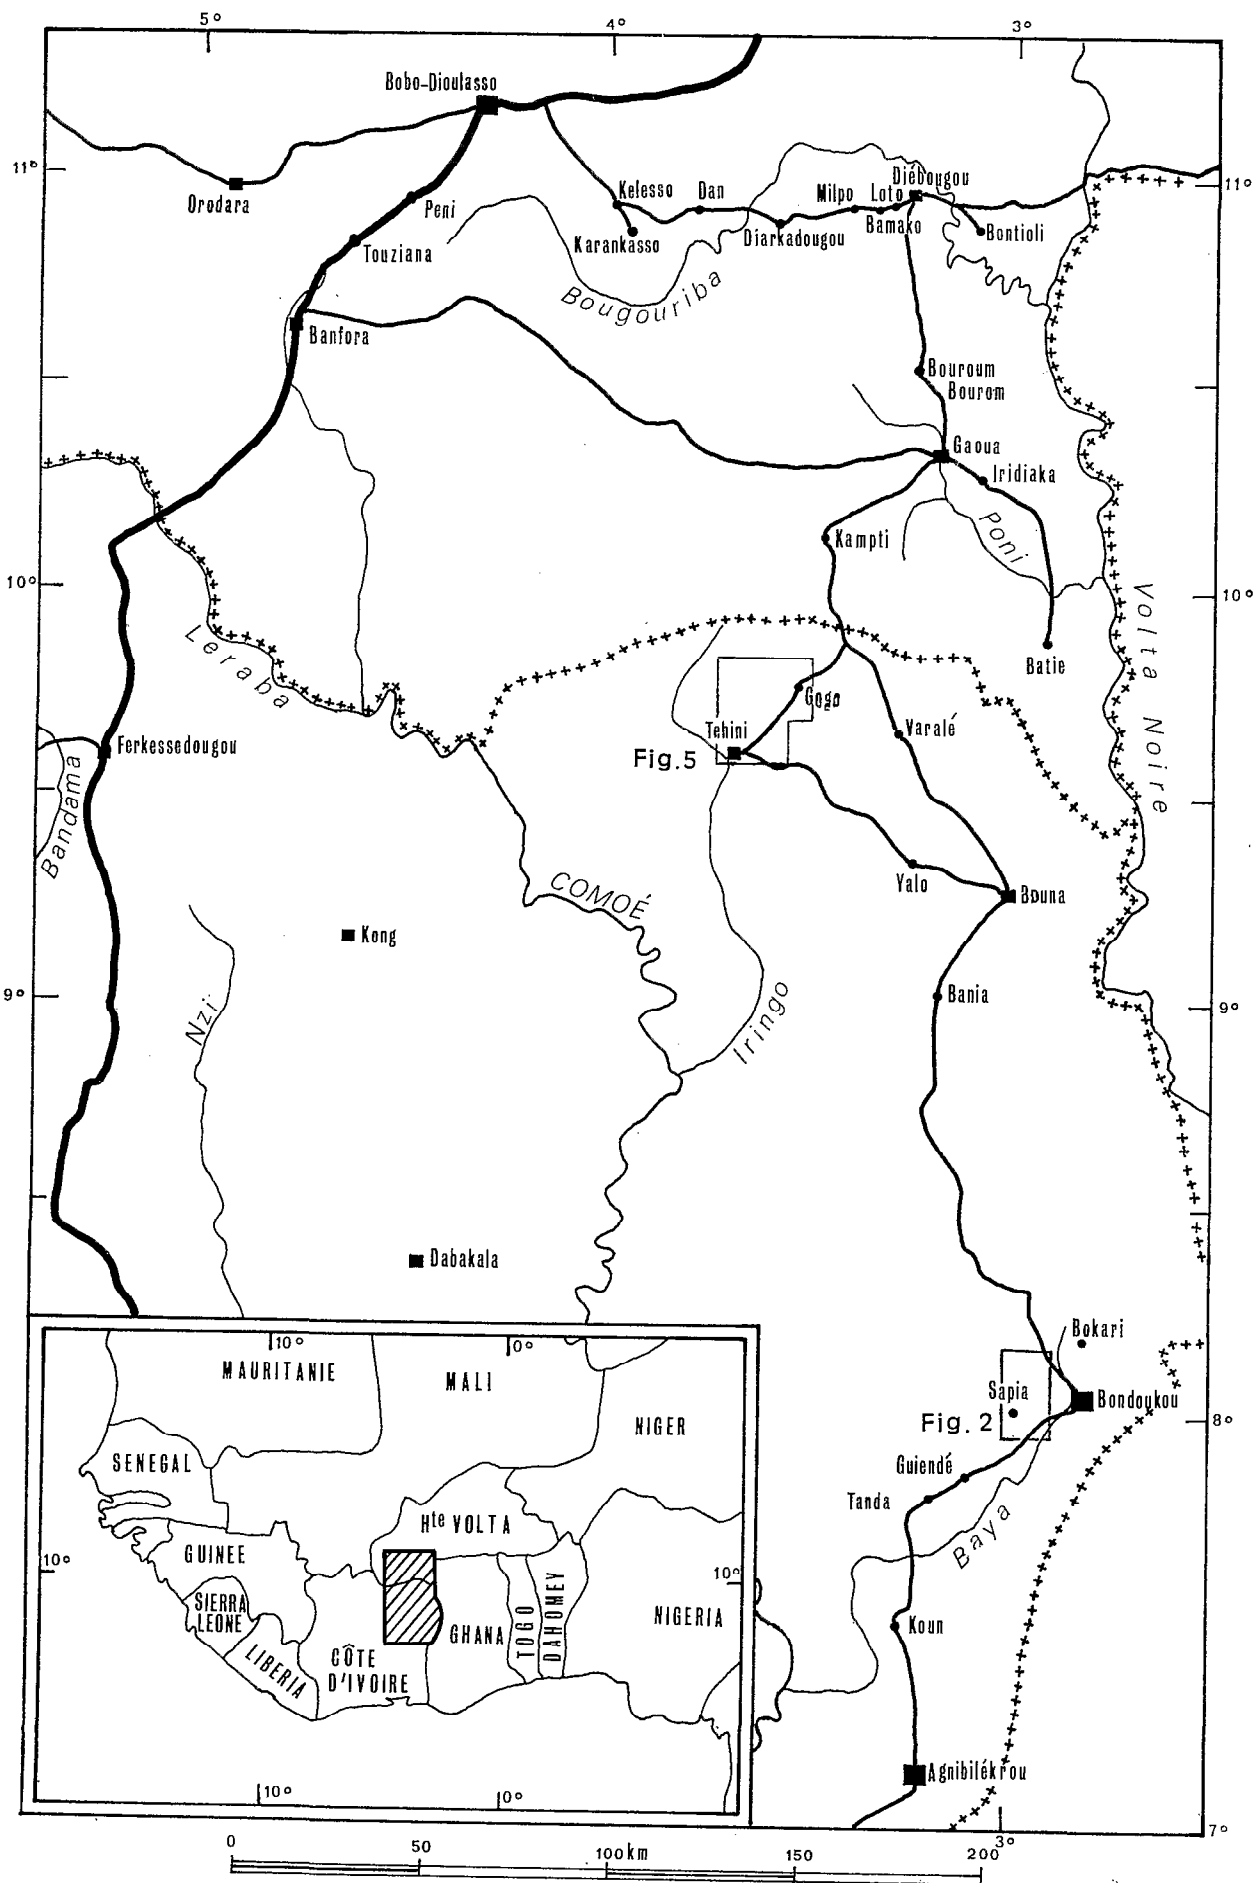 5°
4°
3°
Bobo-Dioulasso
11°
11°
Orodara
Peni
Kelesso
Dan
Milpo
Loto
Diébougou
Karankasso
Diarkadougou
Bamako
Bontioli
Touziana
Bougouriba
Banfora
Bouroum
Bourom
Gaoua
Iridiaka
Kampti
Poni
10°
10°
Leraba
Batie
Volta Noire
Gogo
Tehini
Varalé
Fig.5
Ferkessedougou
Bandama
Yalo
Bouna
COMOÉ
Kong
Bania
9°
9°
Nzi
Iringo
Dabakala
Bokari
Sapia
Bondoukou
Fig. 2
8°
Guiendé
Tanda
Baya
Koun
Agnibilékrou
7°
3°
10°
0°
MAURITANIE
MALI
NIGER
SENEGAL
Hte VOLTA
GUINEE
10°
10°
SIERRA
LEONE
LIBERIA
CÔTE
D'IVOIRE
GHANA
TOGO
DAHOMEY
NIGERIA
10°
0°
0
50
100km
150
200